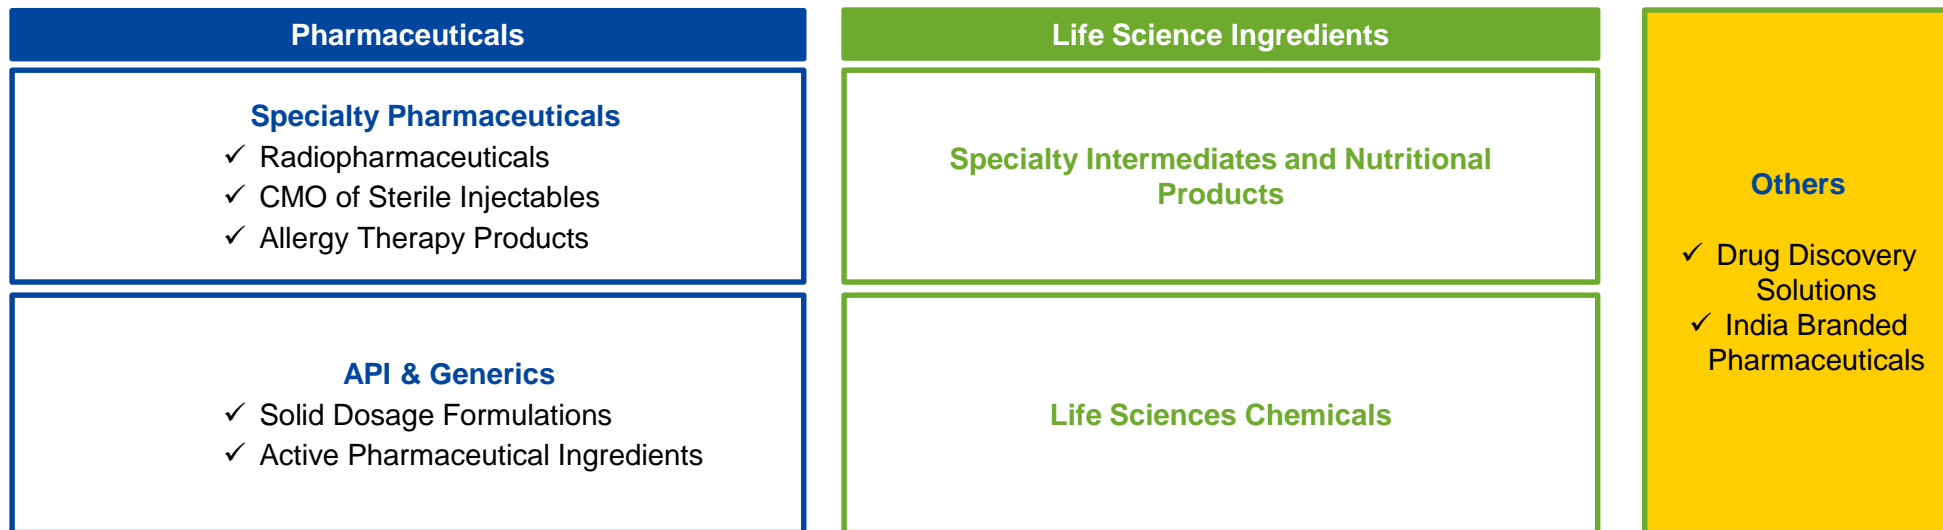 Pharmaceuticals
Specialty Pharmaceuticals
✓ Radiopharmaceuticals
✓ CMO of Sterile Injectables
✓ Allergy Therapy Products
API & Generics
✓ Solid Dosage Formulations
✓ Active Pharmaceutical Ingredients
Life Science Ingredients
Specialty Intermediates and Nutritional
Products
Life Sciences Chemicals
Others
✓ Drug Discovery
Solutions
✓ India Branded
Pharmaceuticals